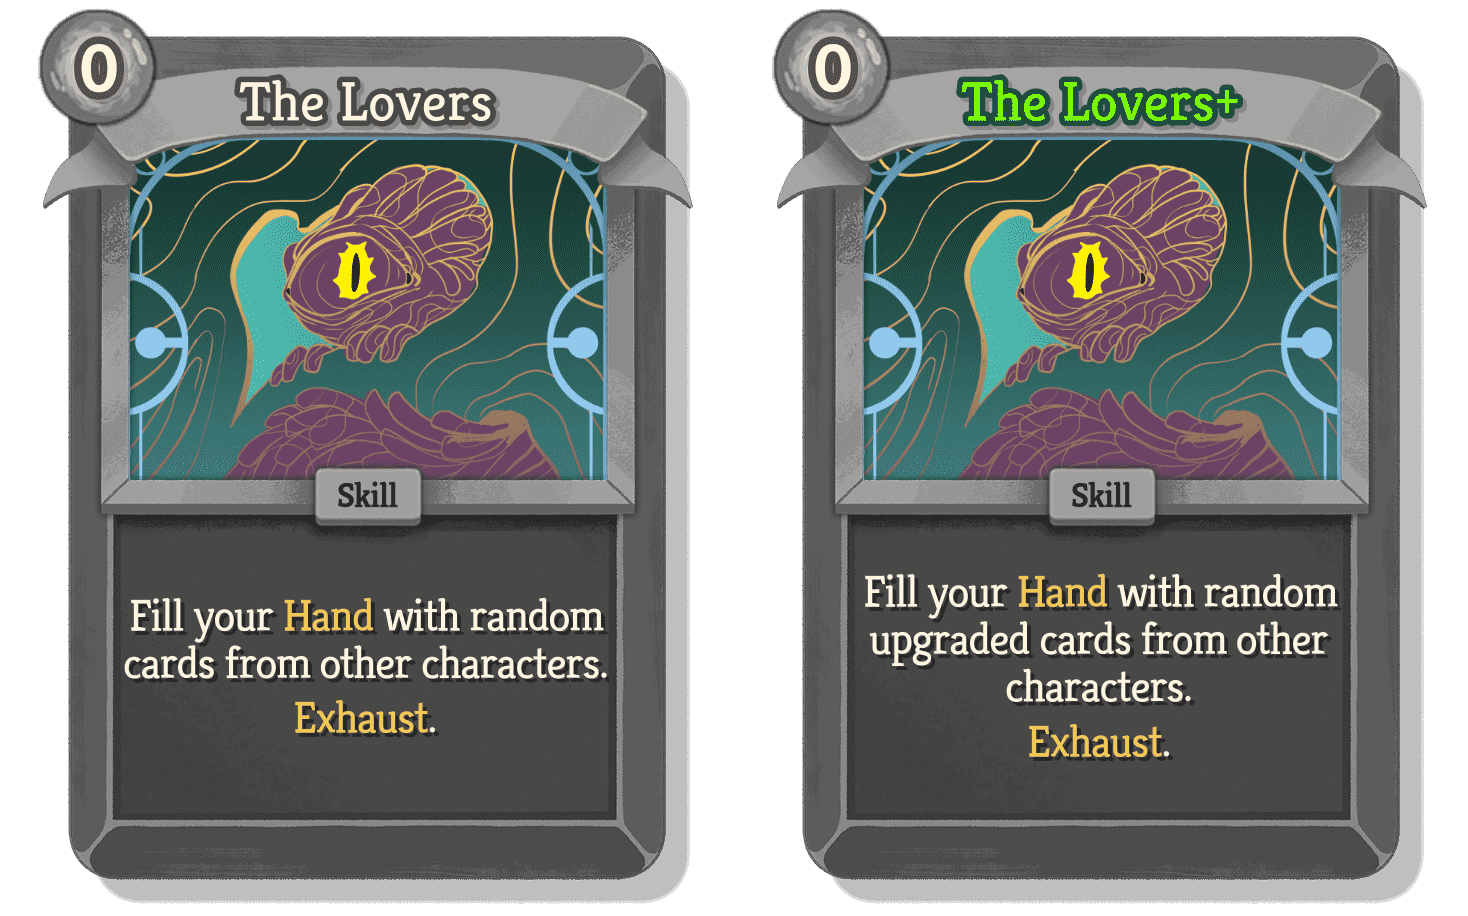 0
The Lovers
Skill
Fill your Hand with random
cards from other characters.
Exhaust.
0
The Lovers+
Skill
Fill your Hand with random
upgraded cards from other
characters.
Exhaust.